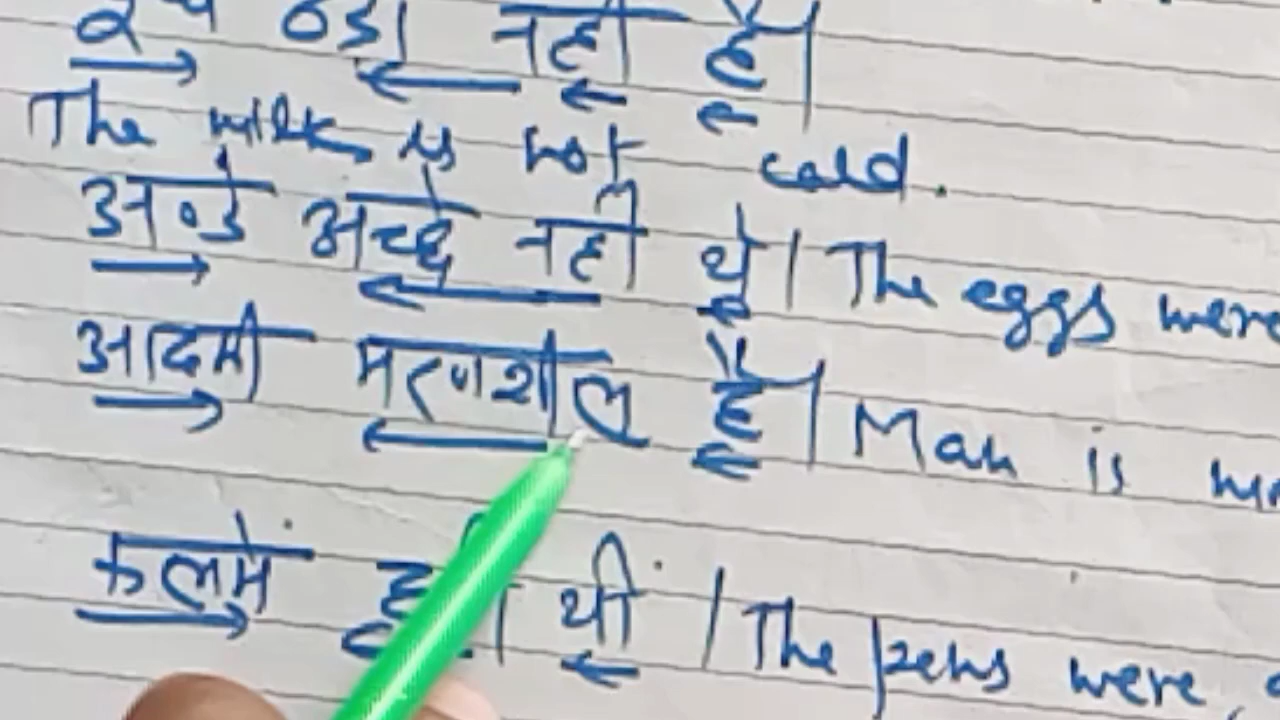 ठंडा नहीं है।
The milk is not cold.
अण्डे अच्छे नहीं थे। The eggs were
आदमी मरणशील है। Man is
कलमें थीं। The pens were